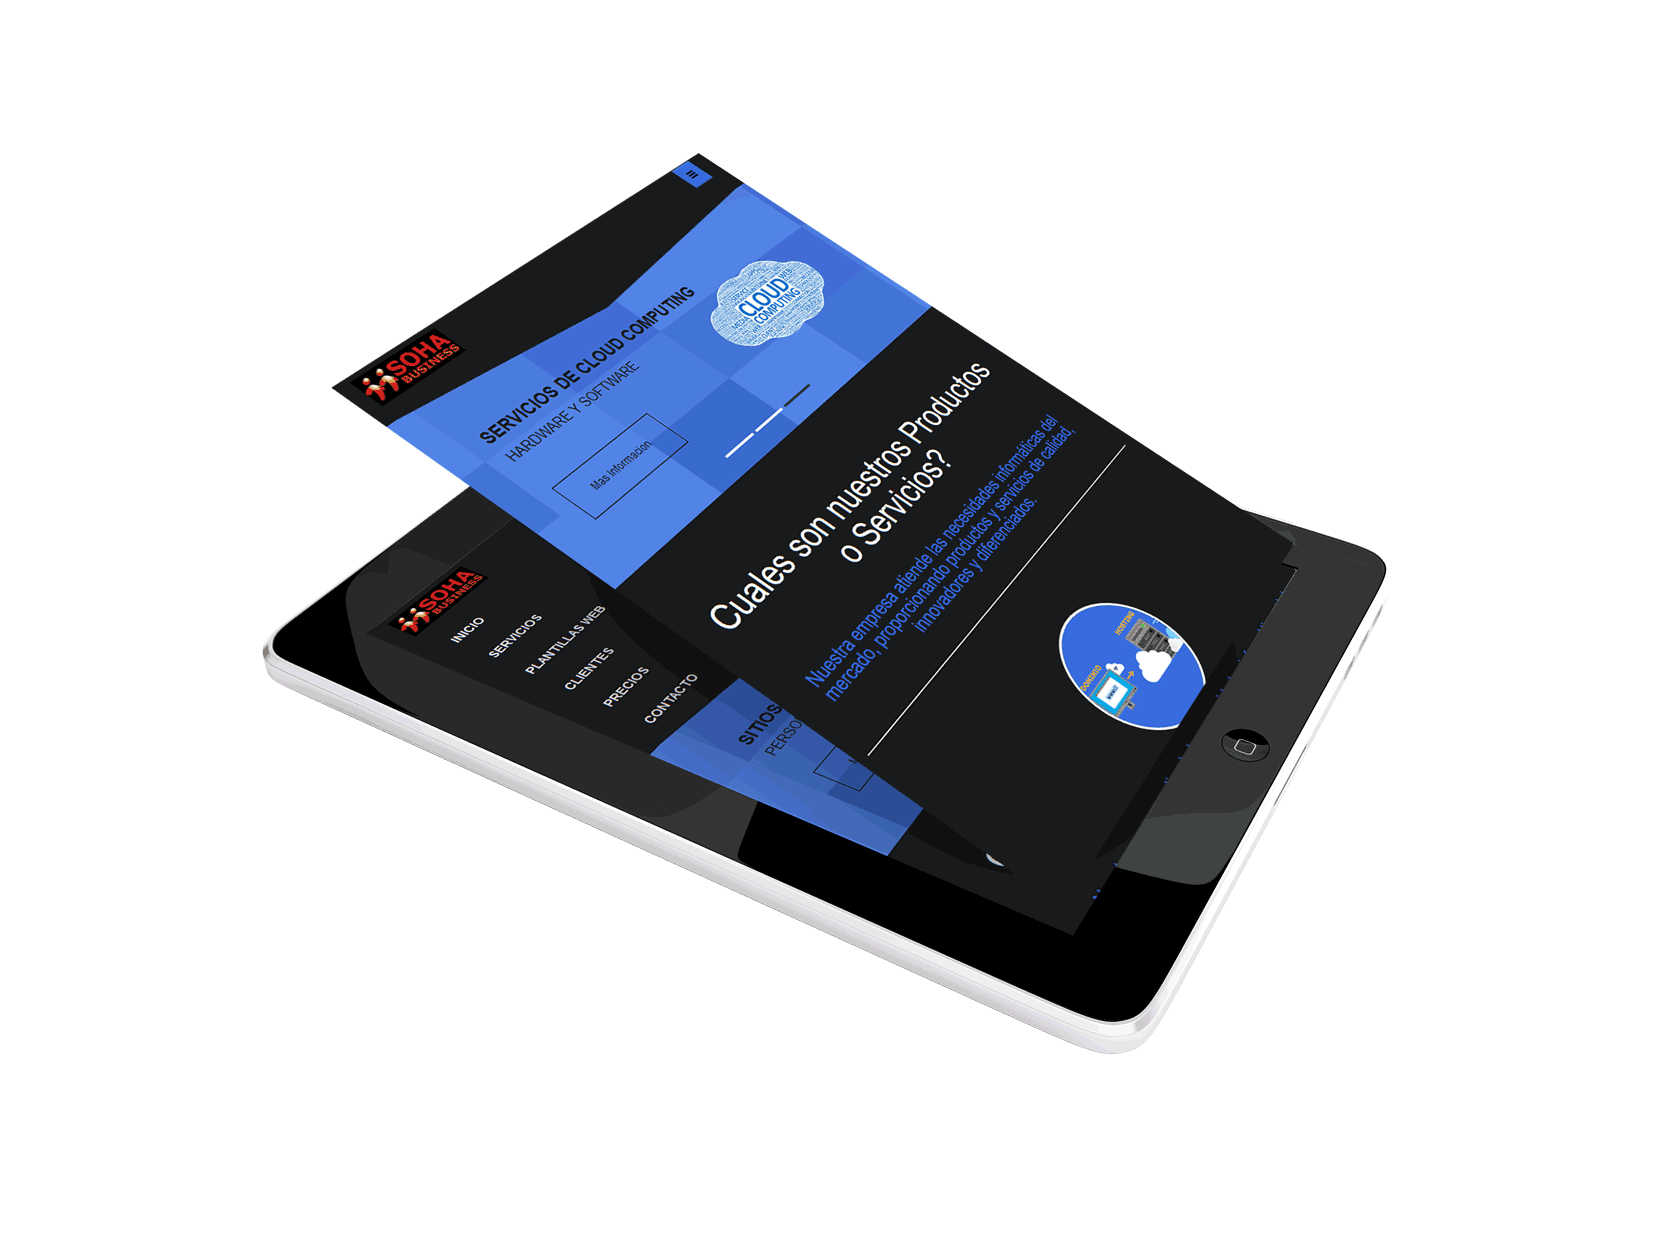 SOHA
BUSINESS
SERVICIOS DE CLOUD COMPUTING
HARDWARE Y SOFTWARE
Mas informacion
CLOUD
COMPUTING
Cuales son nuestros Productos
o Servicios?
Nuestra empresa atiende las necesidades informáticas del
mercado, proporcionando productos y servicios de calidad,
innovadores y diferenciados.
DOMINIO
HOSTING
SOHA
BUSINESS
INICIO
SERVICIOS
PLANTILLAS WEB
CLIENTES
PRECIOS
CONTACTO
SITIOS
PERSO